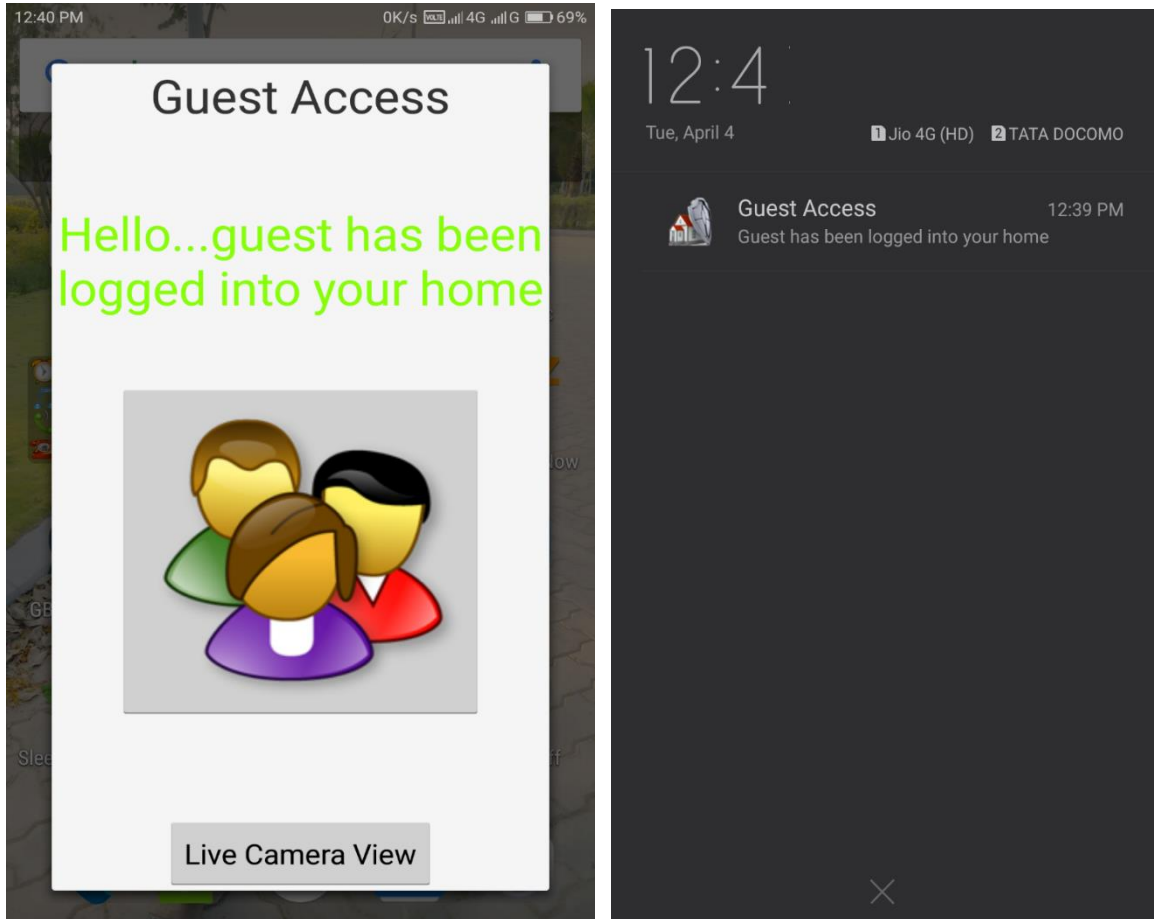 12:40 PM
0K/s VOLTE 4G G 69%
Guest Access
Hello...guest has been
logged into your home
Live Camera View
12:4
Tue, April 4
1 Jio 4G (HD) 2 TATA DOCOMO
Guest Access
12:39 PM
Guest has been logged into your home